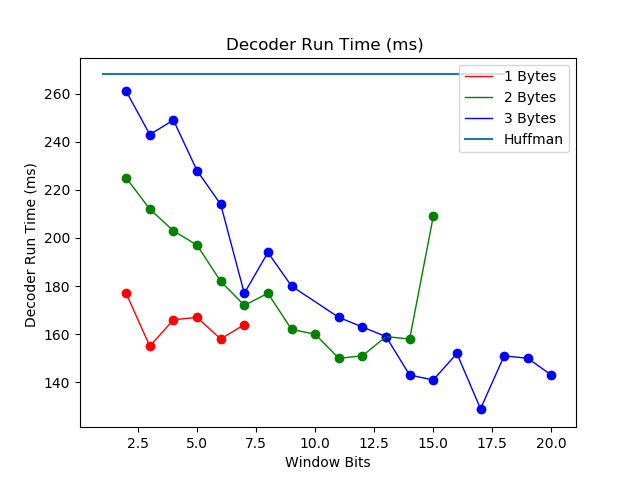 Decoder Run Time (ms)
1 Bytes
2 Bytes
3 Bytes
Huffman
Decoder Run Time (ms)
260
240
220
200
180
160
140
2.5 5.0 7.5 10.0 12.5 15.0 17.5 20.0
Window Bits